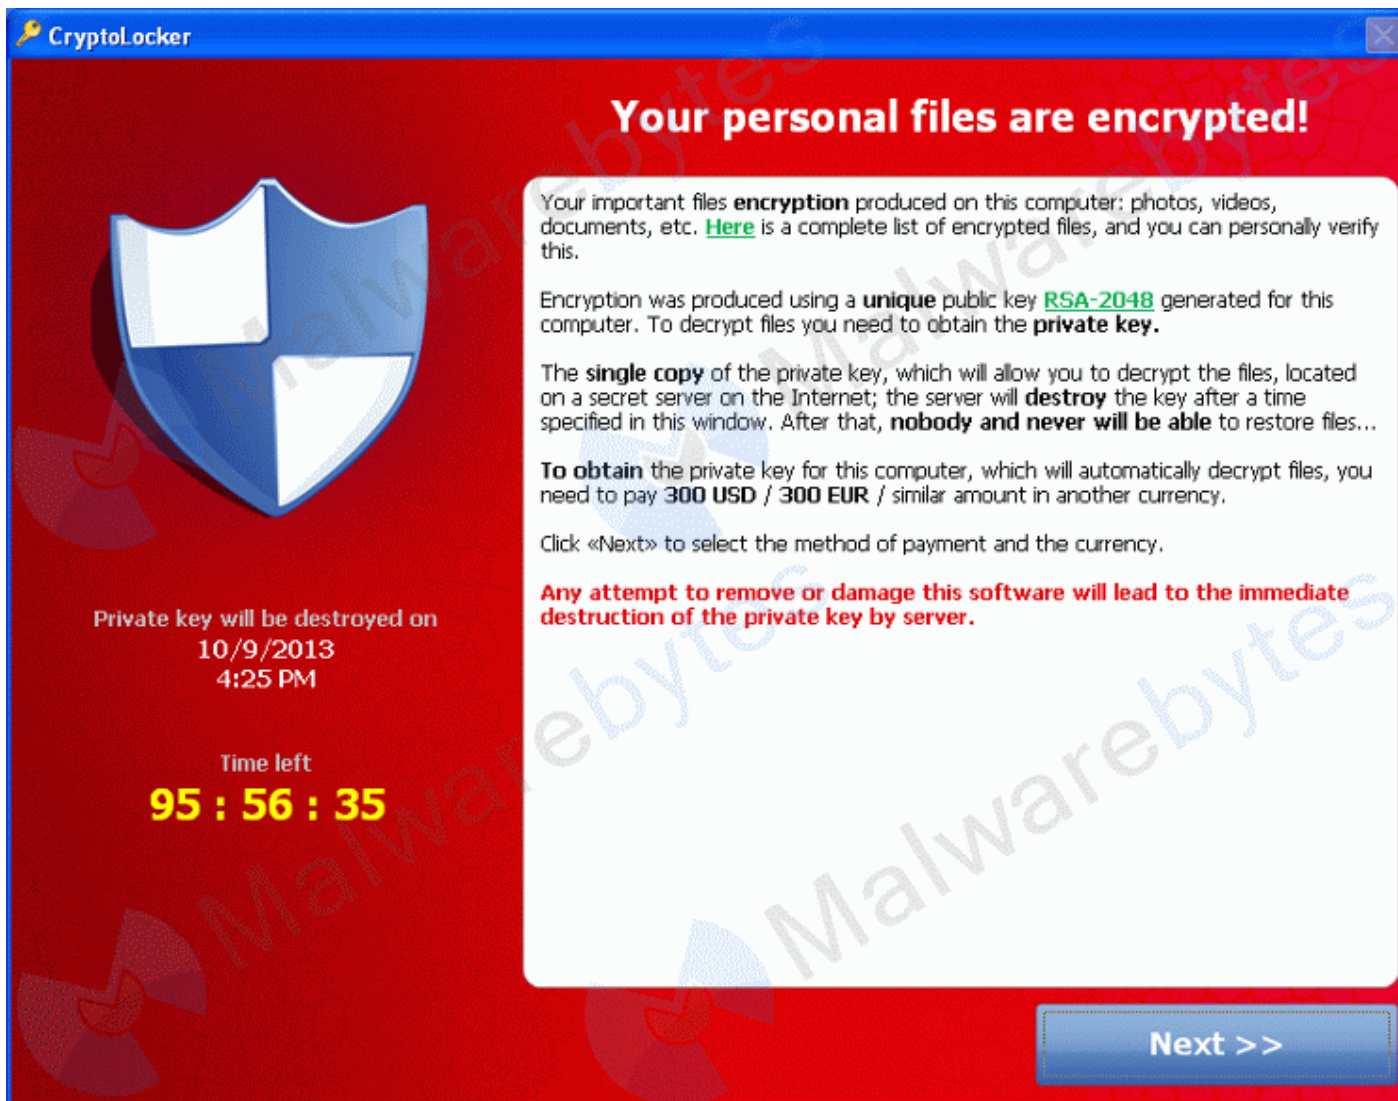 CryptoLocker
Your personal files are encrypted!
Your important files encryption produced on this computer: photos, videos,
documents, etc. Here is a complete list of encrypted files, and you can personally verify
this.
Encryption was produced using a unique public key RSA-2048 generated for this
computer. To decrypt files you need to obtain the private key.
The single copy of the private key, which will allow you to decrypt the files, located
on a secret server on the Internet; the server will destroy the key after a time
specified in this window. After that, nobody and never will be able to restore files...
To obtain the private key for this computer, which will automatically decrypt files, you
need to pay 300 USD / 300 EUR / similar amount in another currency.
Click «Next» to select the method of payment and the currency.
Any attempt to remove or damage this software will lead to the immediate
destruction of the private key by server.
Private key will be destroyed on
10/9/2013
4:25 PM
Time left
95 : 56 : 35
Next >>
Malwarebytes
Malwarebytes
Malwarebytes
Malwarebytes